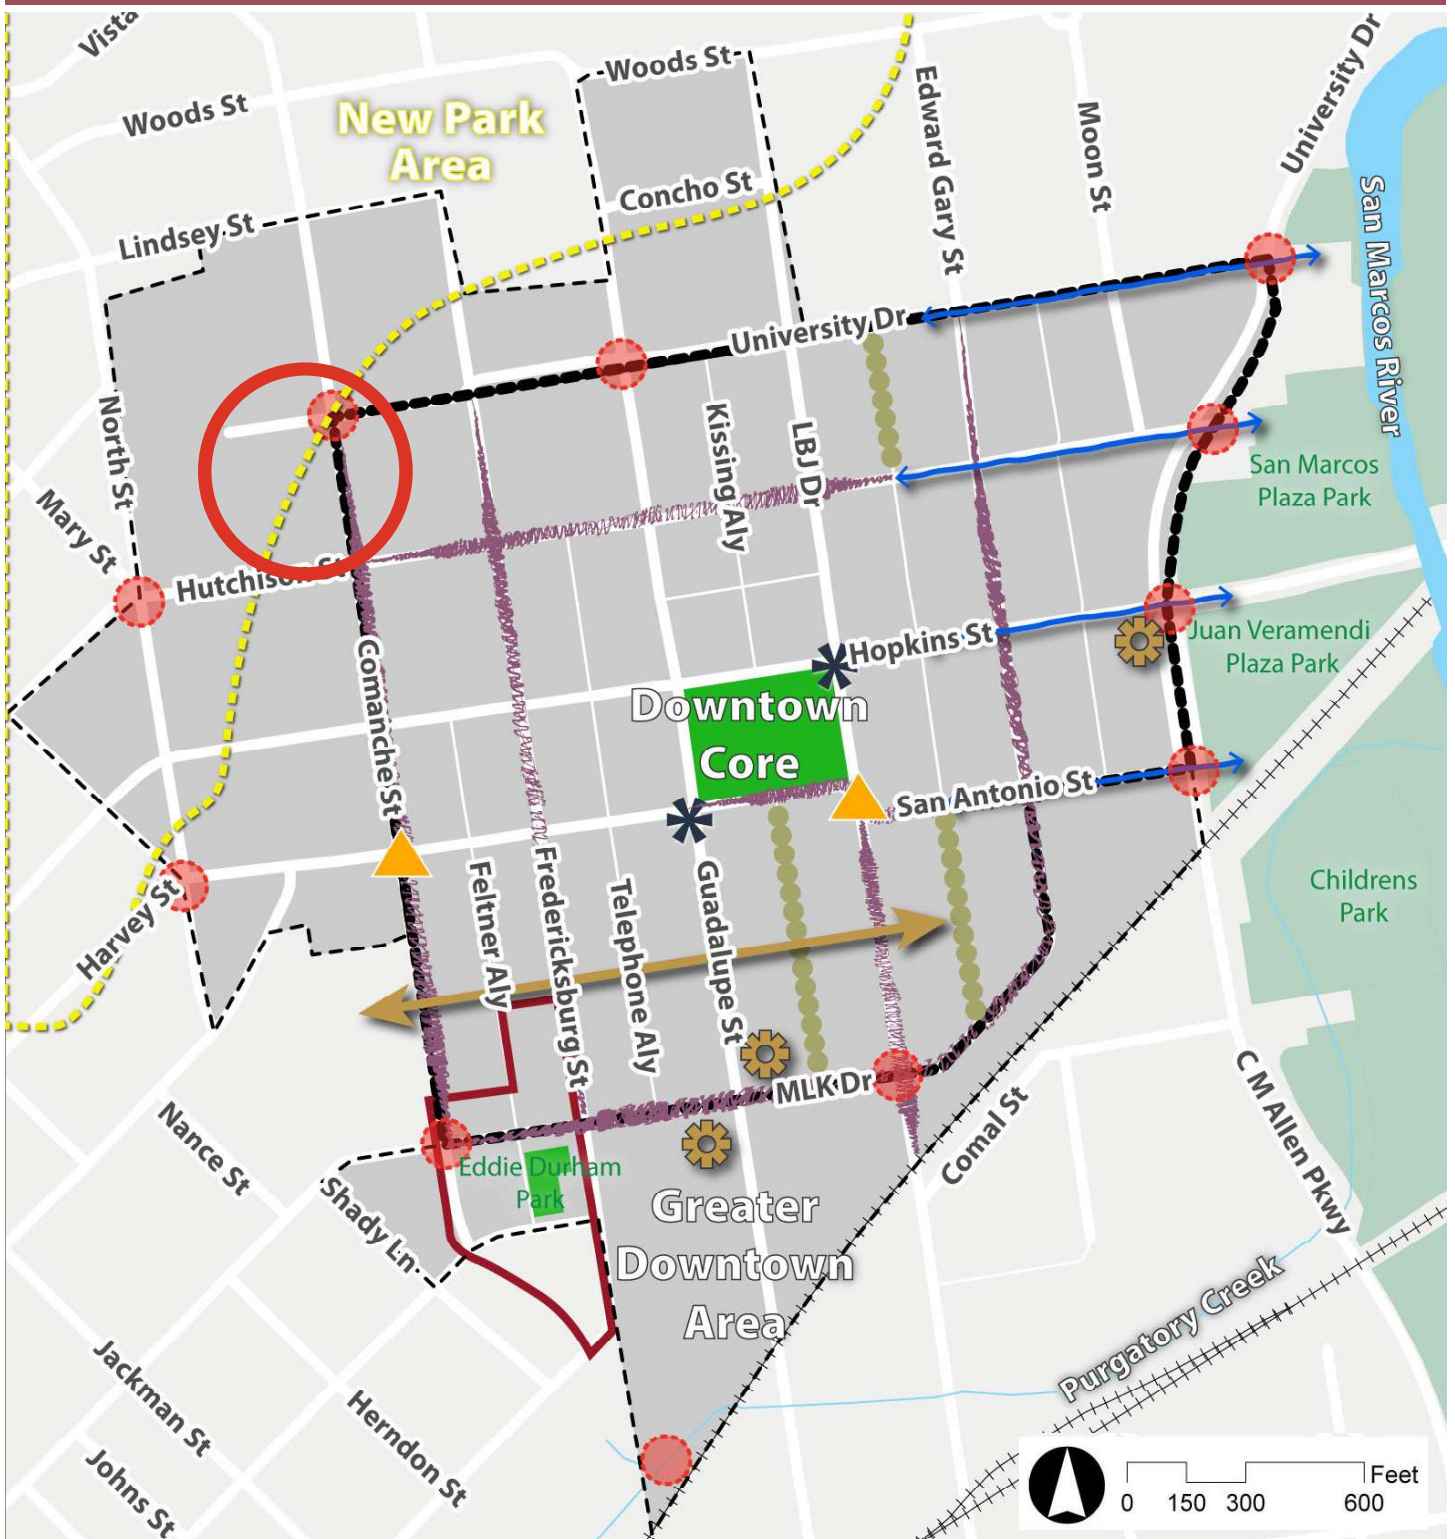 Vista
Woods St
Woods St
New Park
Area
Edward Gary St
Moon St
University Dr
Concho St
Lindsey St
San Marcos River
University Dr
North St
Kissing Aly
LBJ Dr
San Marcos
Plaza Park
Mary St
Hutchison St
Hopkins St
Juan Veramendi
Plaza Park
Comanche St
Downtown
Core
San Antonio St
Childrens
Park
Harvey St
Feltner Aly
Fredericksburg St
Telephone Aly
Guadalupe St
MLK Dr
Comal St
C M Allen Pkwy
Nance St
Shady Ln
Eddie Durham
Park
Greater
Downtown
Area
Purgatory Creek
Jackman St
Herndon St
Johns St
Feet
0 150 300 600